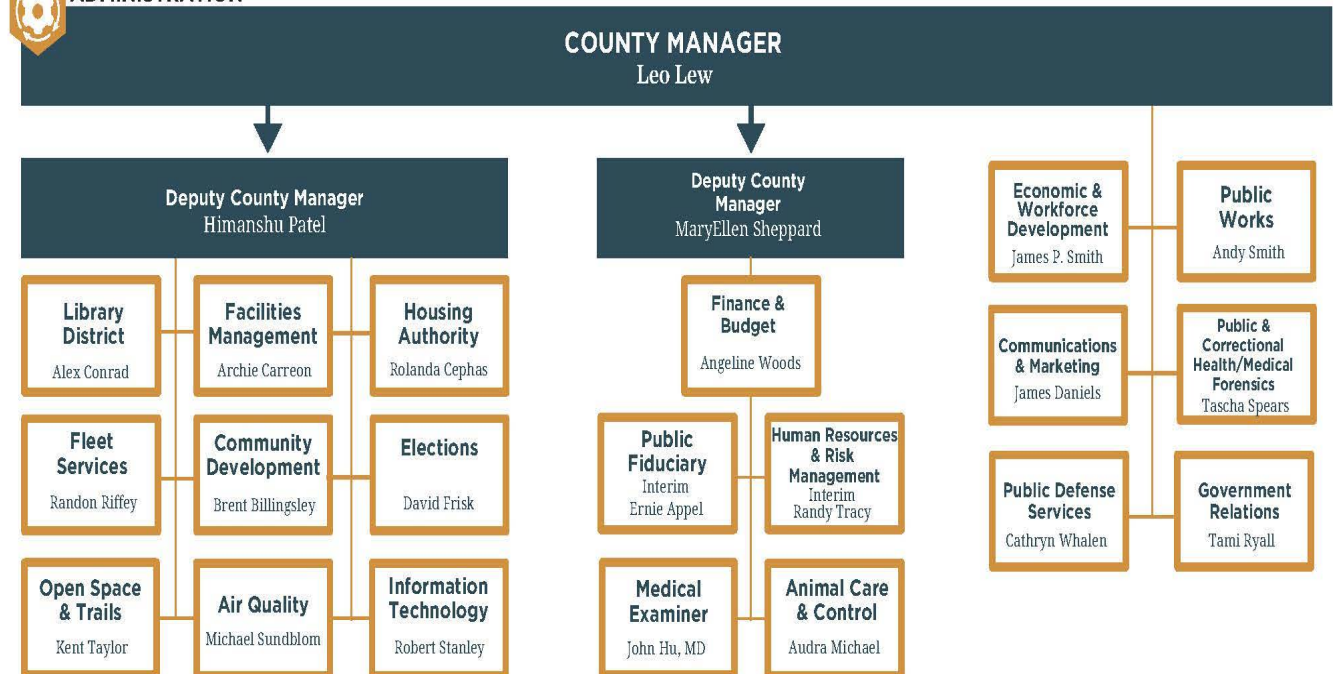 ADMINISTRATION
COUNTY MANAGER
Leo Lew
Deputy County Manager
Himanshu Patel
Library
District
Alex Conrad
Facilities
Management
Archie Carreon
Housing
Authority
Rolanda Cephas
Fleet
Services
Randon Riffey
Community
Development
Brent Billingsley
Elections
David Frisk
Open Space
& Trails
Kent Taylor
Air Quality
Michael Sundblom
Information
Technology
Robert Stanley
Deputy County
Manager
MaryEllen Sheppard
Finance &
Budget
Angeline Woods
Public
Fiduciary
Interim
Ernie Appel
Human Resources
& Risk
Management
Interim
Randy Tracy
Medical
Examiner
John Hu, MD
Animal Care
& Control
Audra Michael
Economic &
Workforce
Development
James P. Smith
Public
Works
Andy Smith
Communications
& Marketing
James Daniels
Public &
Correctional
Health/Medical
Forensics
Tascha Spears
Public Defense
Services
Cathryn Whalen
Government
Relations
Tami Ryall